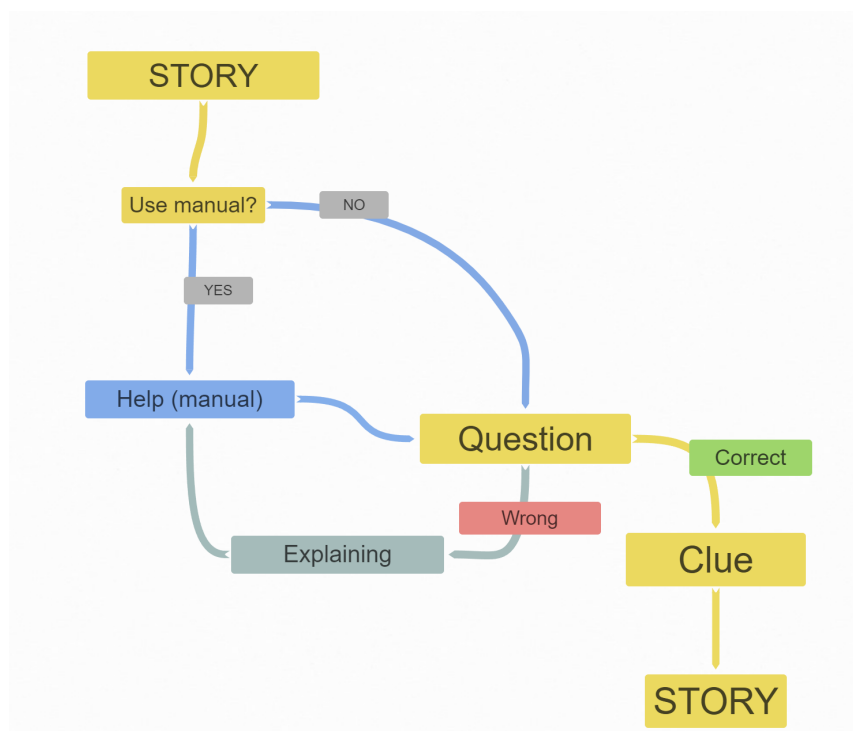 STORY
Use manual?
NO
YES
Help (manual)
Question
Correct
Wrong
Explaining
Clue
STORY